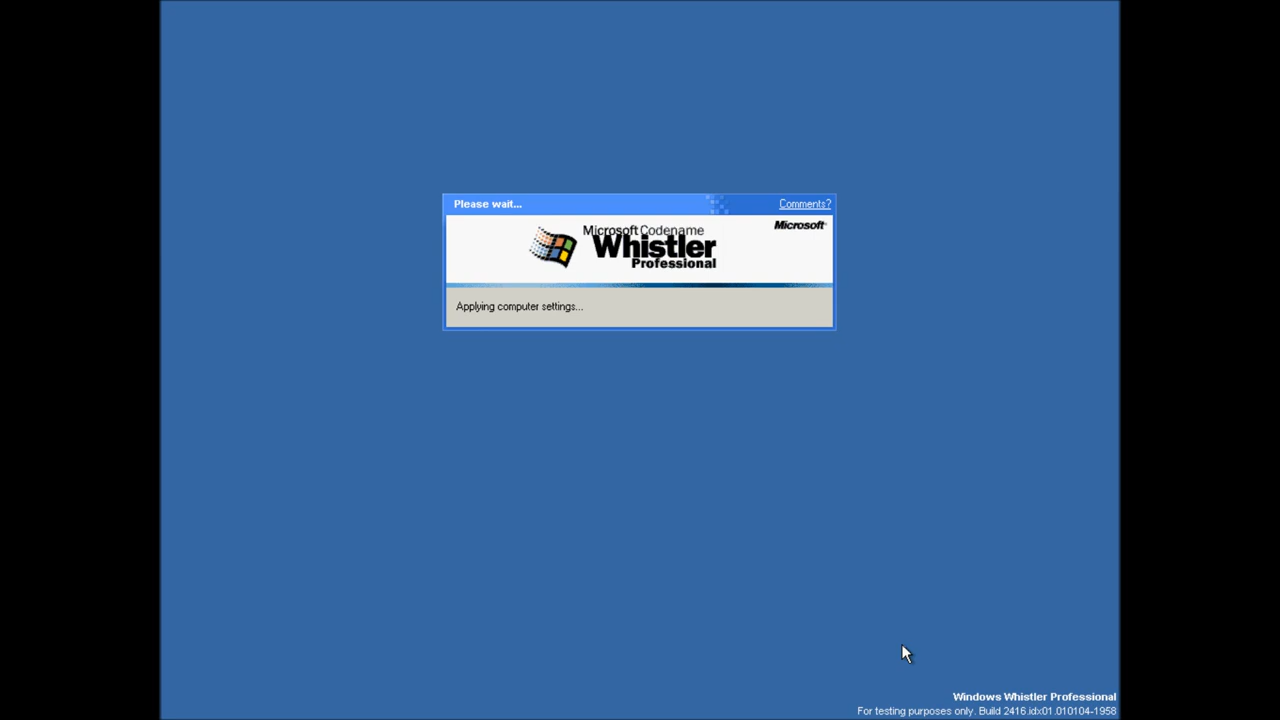 Please wait...
Comments?
Microsoft
Microsoft Codename
Whistler
Professional
Applying computer settings...
Windows Whistler Professional
For testing purposes only. Build 2416.idx01.010104-1958